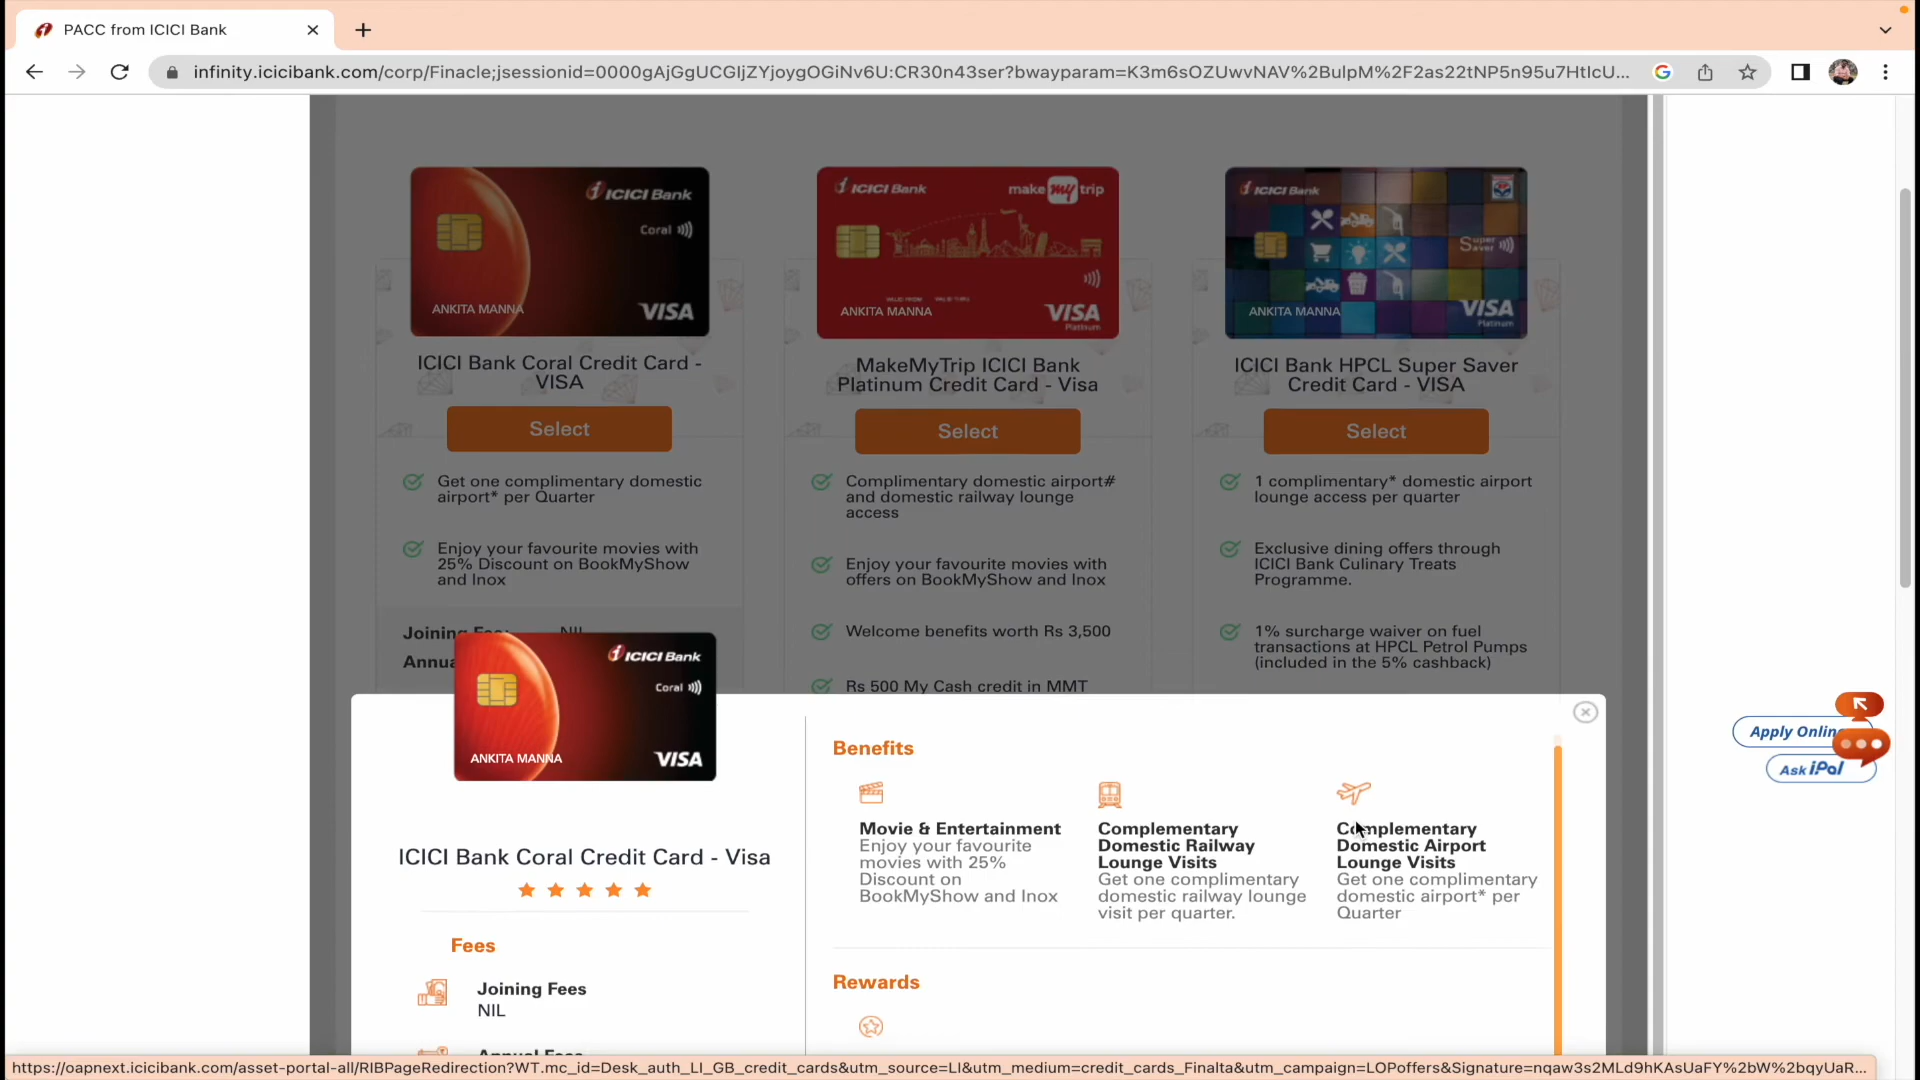 PACC from ICICI Bank
infinity.icicibank.com/corp/Finacle;jsessionid=0000gAjGgUCGIjZYjoygOGiNv6U:CR30n43ser?bwayparam=K3m6sOZUwvNAV%2BulpM%2F2as22tNP5n95u7HtIcU...
ICICI Bank
Coral
ANKITA MANNA
VISA
ICICI Bank
make my trip
ANKITA MANNA
VISA
Platinum
ICICI Bank
Super
Saver
ANKITA MANNA
VISA
Platinum
ICICI Bank Coral Credit Card -
VISA
MakeMyTrip ICICI Bank
Platinum Credit Card - Visa
ICICI Bank HPCL Super Saver
Credit Card - VISA
Select
Select
Select
Get one complimentary domestic
airport* per Quarter
Enjoy your favourite movies with
25% Discount on BookMyShow
and Inox
Joining Fee: NIL
Annua
Complimentary domestic airport#
and domestic railway lounge
access
Enjoy your favourite movies with
offers on BookMyShow and Inox
Welcome benefits worth Rs 3,500
Rs 500 My Cash credit in MMT
1 complimentary* domestic airport
lounge access per quarter
Exclusive dining offers through
ICICI Bank Culinary Treats
Programme.
1% surcharge waiver on fuel
transactions at HPCL Petrol Pumps
(included in the 5% cashback)
ICICI Bank
Coral
ANKITA MANNA
VISA
ICICI Bank Coral Credit Card - Visa
Fees
Joining Fees
NIL
Annual Fees
Benefits
Movie & Entertainment
Enjoy your favourite
movies with 25%
Discount on
BookMyShow and Inox
Complementary
Domestic Railway
Lounge Visits
Get one complimentary
domestic railway lounge
visit per quarter.
Complementary
Domestic Airport
Lounge Visits
Get one complimentary
domestic airport* per
Quarter
Rewards
Apply Online
Ask iPal
https://oapnext.icicibank.com/asset-portal-all/RIBPageRedirection?WT.mc_id=Desk_auth_LI_GB_credit_cards&utm_source=LI&utm_medium=credit_cards_Finalta&utm_campaign=LOPoffers&Signature=nqaw3s2MLd9hKAsUaFY%2bW%2bqyUaR...